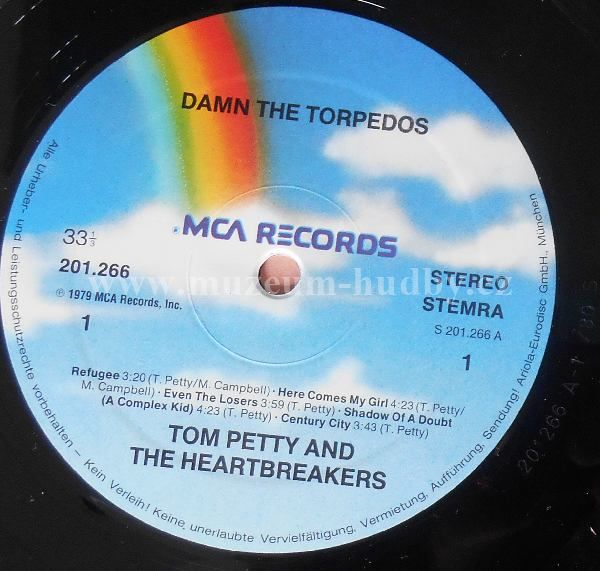 DAMN THE TORPEDOS
MCA RECORDS
33 1/3
201.266
℗ 1979 MCA Records, Inc.
1
STEREO
STEMRA
S 201.266 A
1
www.muzeum-hudby.cz
Refugee 3:20 (T. Petty/M. Campbell) · Here Comes My Girl 4:23 (T. Petty/
M. Campbell) · Even The Losers 3:59 (T. Petty) · Shadow Of A Doubt
(A Complex Kid) 4:23 (T. Petty) · Century City 3:43 (T. Petty)
TOM PETTY AND
THE HEARTBREAKERS
Alle Urheber- und Leistungsschutzrechte vorbehalten – Kein Verleih! Keine unerlaubte Vervielfältigung, Vermietung, Aufführung, Sendung! Ariola-Eurodisc GmbH., München
201266 A-1